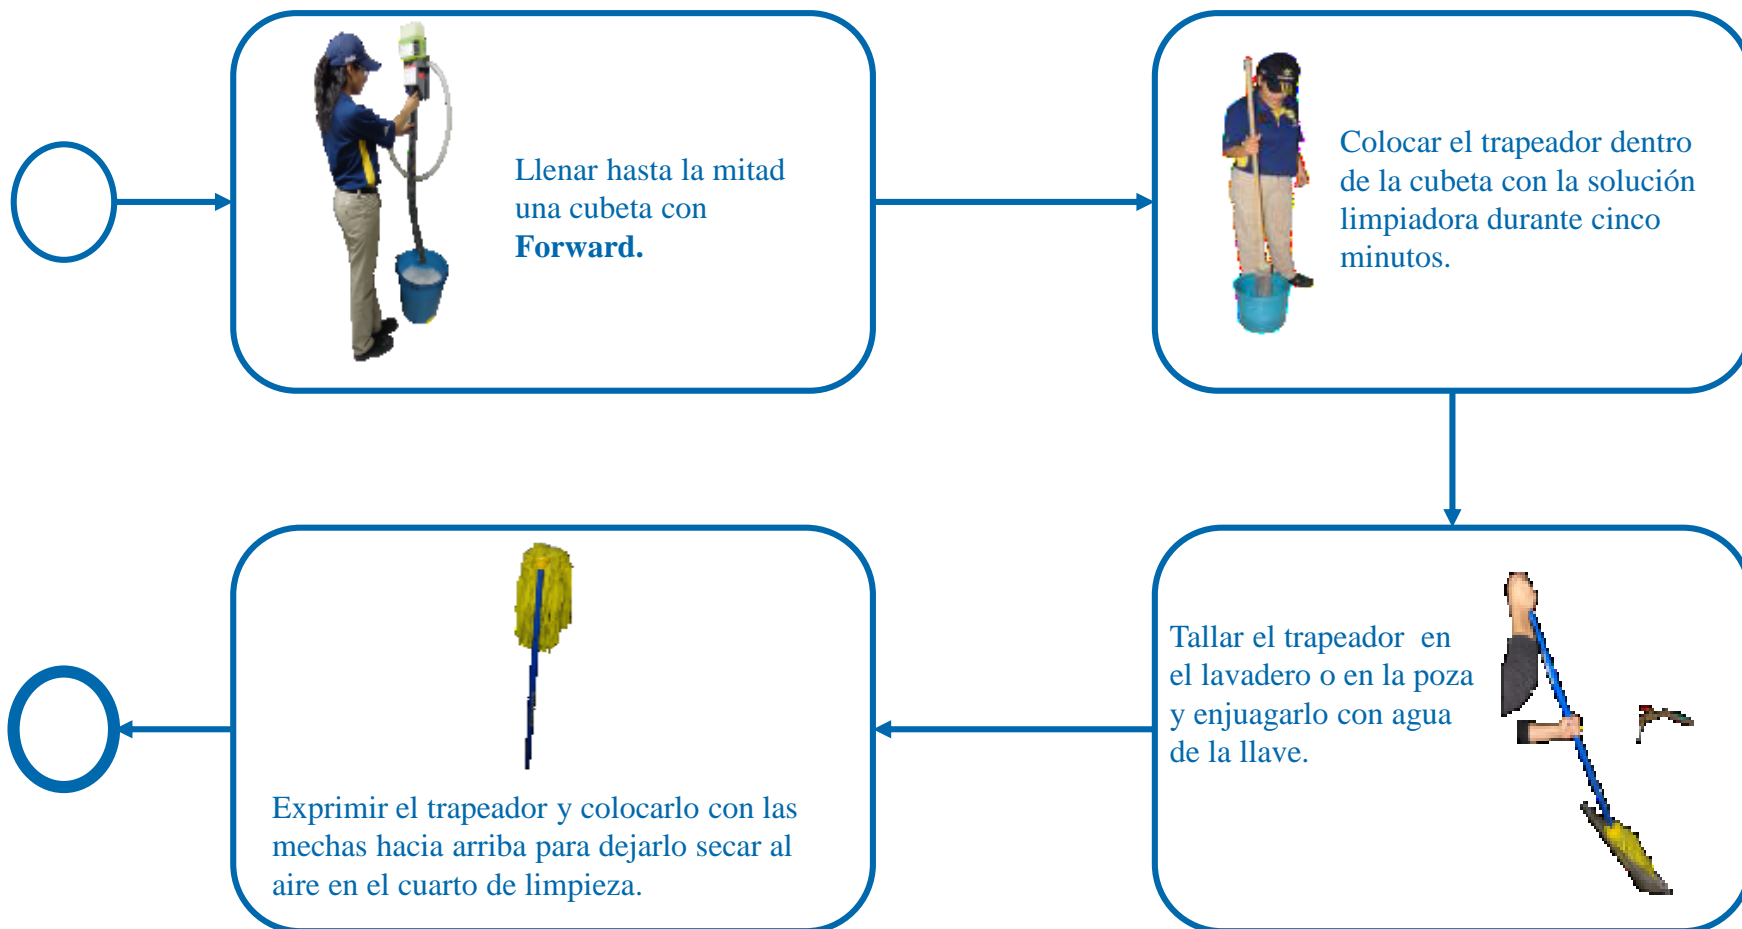 Llenar hasta la mitad
una cubeta con
Forward.
Colocar el trapeador dentro
de la cubeta con la solución
limpiadora durante cinco
minutos.
Tallar el trapeador  en
el lavadero o en la poza
y enjuagarlo con agua
de la llave.
Exprimir el trapeador y colocarlo con las
mechas hacia arriba para dejarlo secar al
aire en el cuarto de limpieza.